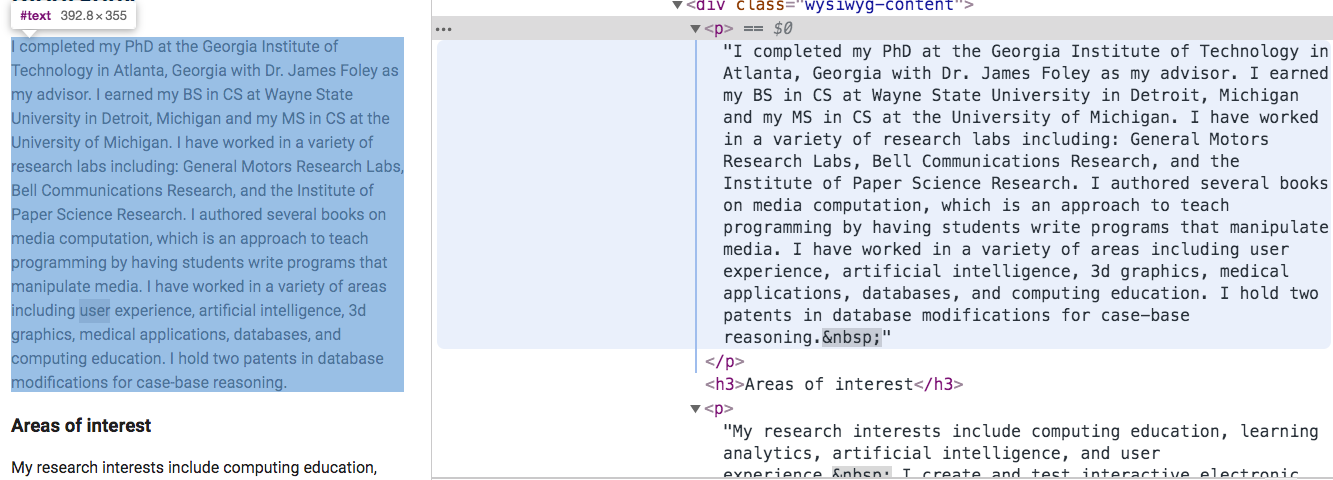 #text 392.8×355
I completed my PhD at the Georgia Institute of
Technology in Atlanta, Georgia with Dr. James Foley as
my advisor. I earned my BS in CS at Wayne State
University in Detroit, Michigan and my MS in CS at the
University of Michigan. I have worked in a variety of
research labs including: General Motors Research Labs,
Bell Communications Research, and the Institute of
Paper Science Research. I authored several books on
media computation, which is an approach to teach
programming by having students write programs that
manipulate media. I have worked in a variety of areas
including user experience, artificial intelligence, 3d
graphics, medical applications, databases, and
computing education. I hold two patents in database
modifications for case-base reasoning.
Areas of interest
My research interests include computing education,
▼<div class="wysiwyg-content">
… ▼<p> == $0
"I completed my PhD at the Georgia Institute of Technology in
Atlanta, Georgia with Dr. James Foley as my advisor. I earned
my BS in CS at Wayne State University in Detroit, Michigan
and my MS in CS at the University of Michigan. I have worked
in a variety of research labs including: General Motors
Research Labs, Bell Communications Research, and the
Institute of Paper Science Research. I authored several books
on media computation, which is an approach to teach
programming by having students write programs that manipulate
media. I have worked in a variety of areas including user
experience, artificial intelligence, 3d graphics, medical
applications, databases, and computing education. I hold two
patents in database modifications for case-base
reasoning.&nbsp;"
</p>
<h3>Areas of interest</h3>
▼<p>
"My research interests include computing education, learning
analytics, artificial intelligence, and user
experience.&nbsp; I create and test interactive electronic